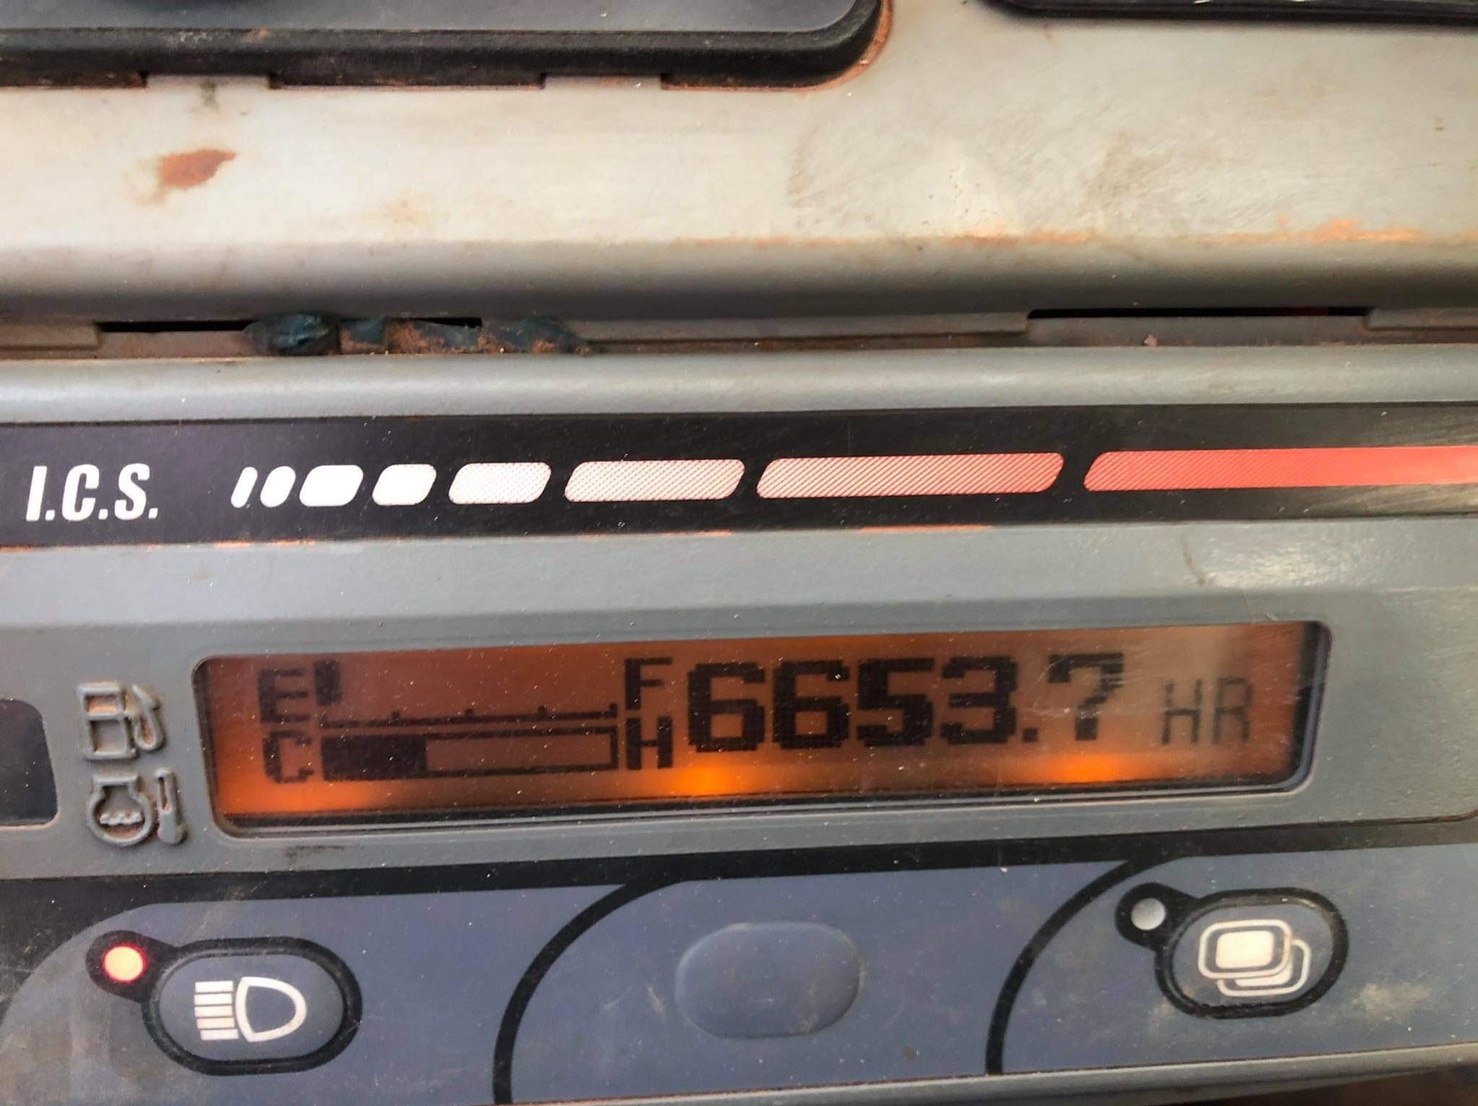 I.C.S.
E F 6653.7 HR
C H